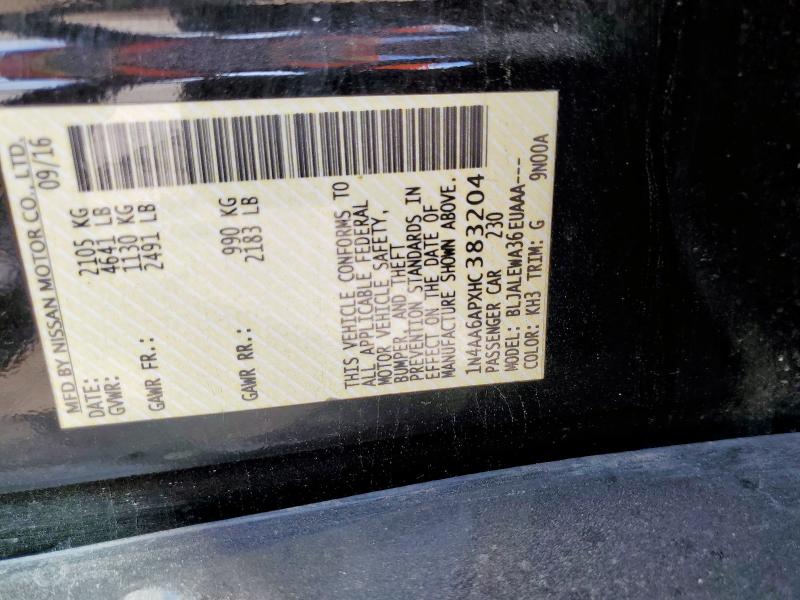 MFD BY NISSAN MOTOR CO., LTD.
DATE: 09/16
GVWR: 2105 KG
4641 LB
GAWR FR.: 1130 KG
2491 LB
GAWR RR.: 990 KG
2183 LB
THIS VEHICLE CONFORMS TO
ALL APPLICABLE FEDERAL
MOTOR VEHICLE SAFETY,
BUMPER, AND THEFT
PREVENTION STANDARDS IN
EFFECT ON THE DATE OF
MANUFACTURE SHOWN ABOVE.
1N4AA6APXHC383204
PASSENGER CAR 230
MODEL: BLJALEWA36EUAAA---
COLOR: KH3 TRIM: G 9N00A